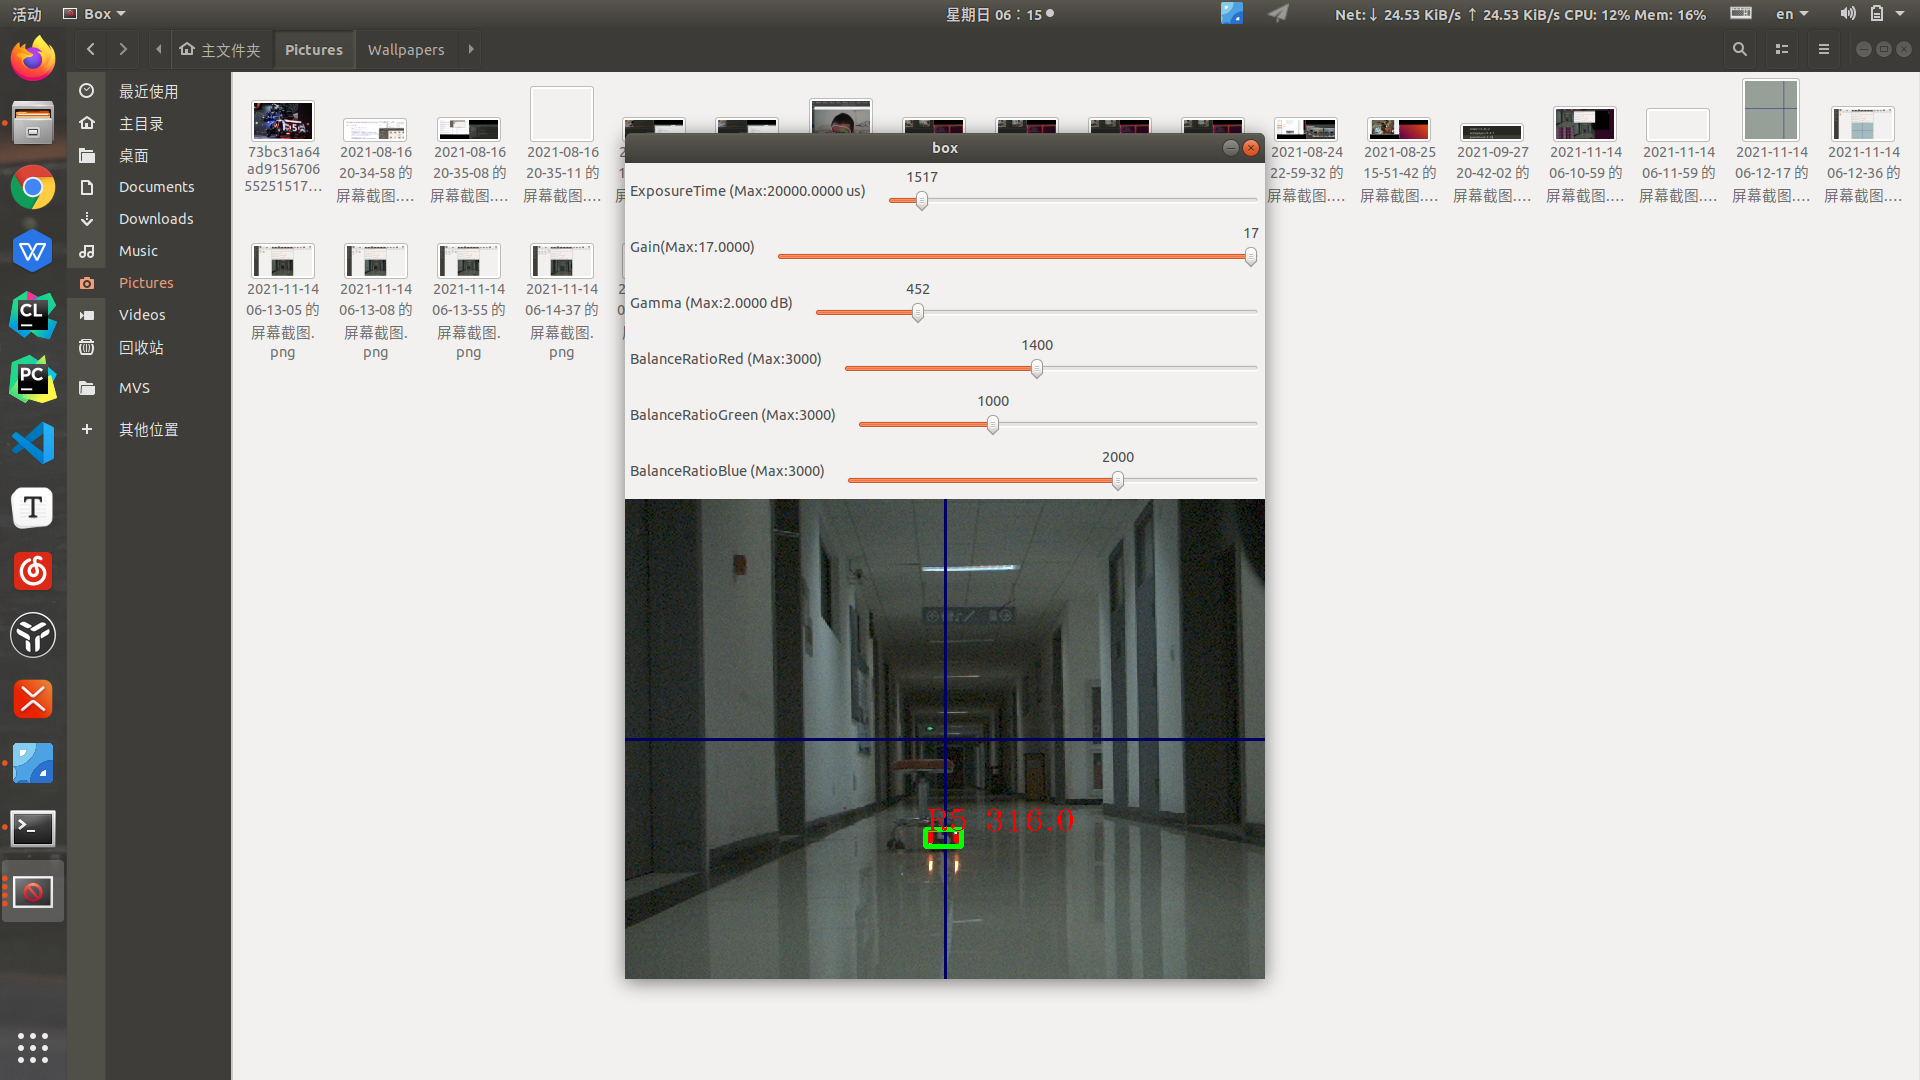 活动
Box
星期日 06：15
Net:↓ 24.53 KiB/s ↑ 24.53 KiB/s CPU: 12% Mem: 16%
en
主文件夹
Pictures
Wallpapers
最近使用
主目录
桌面
Documents
Downloads
Music
Pictures
Videos
回收站
MVS
其他位置
73bc31a64
ad9156706
55251517...
2021-08-16
20-34-58 的
屏幕截图....
2021-08-16
20-35-08 的
屏幕截图....
2021-08-16
20-35-11 的
屏幕截图....
2021-08-24
22-59-32 的
屏幕截图....
2021-08-25
15-51-42 的
屏幕截图....
2021-09-27
20-42-02 的
屏幕截图....
2021-11-14
06-10-59 的
屏幕截图....
2021-11-14
06-11-59 的
屏幕截图....
2021-11-14
06-12-17 的
屏幕截图....
2021-11-14
06-12-36 的
屏幕截图....
2021-11-14
06-13-05 的
屏幕截图.
png
2021-11-14
06-13-08 的
屏幕截图.
png
2021-11-14
06-13-55 的
屏幕截图.
png
2021-11-14
06-14-37 的
屏幕截图.
png
box
ExposureTime (Max:20000.0000 us)
1517
Gain(Max:17.0000)
17
Gamma (Max:2.0000 dB)
452
BalanceRatioRed (Max:3000)
1400
BalanceRatioGreen (Max:3000)
1000
BalanceRatioBlue (Max:3000)
2000
316.0
CL
PC
T